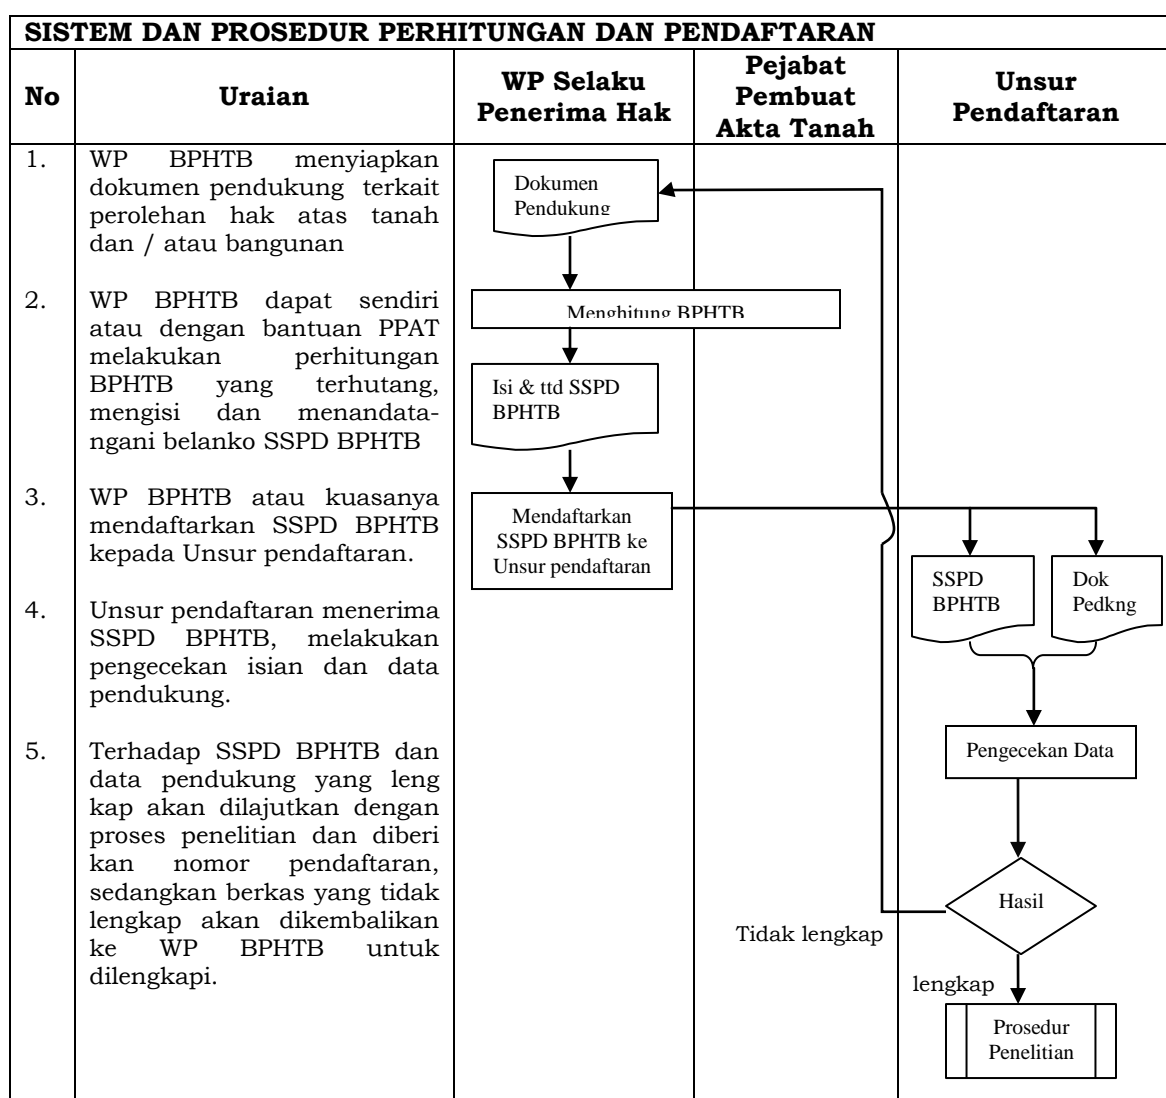 SISTEM DAN PROSEDUR PERHITUNGAN DAN PENDAFTARAN
No
Uraian
WP Selaku
Penerima Hak
Pejabat
Pembuat
Akta Tanah
Unsur
Pendaftaran
1.
WP BPHTB menyiapkan
dokumen pendukung terkait
perolehan hak atas tanah
dan / atau bangunan
Dokumen
Pendukung
2.
WP BPHTB dapat sendiri
atau dengan bantuan PPAT
melakukan perhitungan
BPHTB yang terhutang,
mengisi dan menandata-
ngani belanko SSPD BPHTB
Menghitung BPHTB
Isi & ttd SSPD
BPHTB
3.
WP BPHTB atau kuasanya
mendaftarkan SSPD BPHTB
kepada Unsur pendaftaran.
Mendaftarkan
SSPD BPHTB ke
Unsur pendaftaran
SSPD
BPHTB
Dok
Pedkng
4.
Unsur pendaftaran menerima
SSPD BPHTB, melakukan
pengecekan isian dan data
pendukung.
5.
Terhadap SSPD BPHTB dan
data pendukung yang leng
kap akan dilajutkan dengan
proses penelitian dan diberi
kan nomor pendaftaran,
sedangkan berkas yang tidak
lengkap akan dikembalikan
ke WP BPHTB untuk
dilengkapi.
Pengecekan Data
Hasil
Tidak lengkap
lengkap
Prosedur
Penelitian